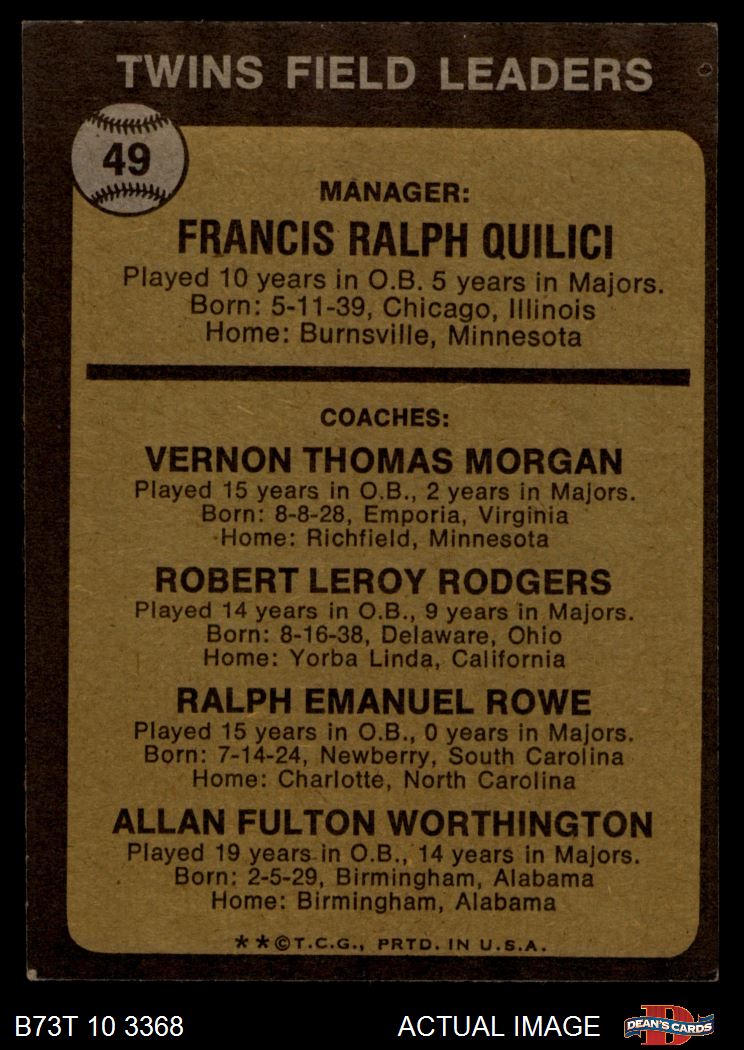 TWINS FIELD LEADERS
49
MANAGER:
FRANCIS RALPH QUILICI
Played 10 years in O.B. 5 years in Majors.
Born: 5-11-39, Chicago, Illinois
Home: Burnsville, Minnesota
COACHES:
VERNON THOMAS MORGAN
Played 15 years in O.B., 2 years in Majors.
Born: 8-8-28, Emporia, Virginia
Home: Richfield, Minnesota
ROBERT LEROY RODGERS
Played 14 years in O.B., 9 years in Majors.
Born: 8-16-38, Delaware, Ohio
Home: Yorba Linda, California
RALPH EMANUEL ROWE
Played 15 years in O.B., 0 years in Majors.
Born: 7-14-24, Newberry, South Carolina
Home: Charlotte, North Carolina
ALLAN FULTON WORTHINGTON
Played 19 years in O.B., 14 years in Majors.
Born: 2-5-29, Birmingham, Alabama
Home: Birmingham, Alabama
**©T.C.G., PRTD. IN U.S.A.
B73T 10 3368 ACTUAL IMAGE D DEAN'S CARDS